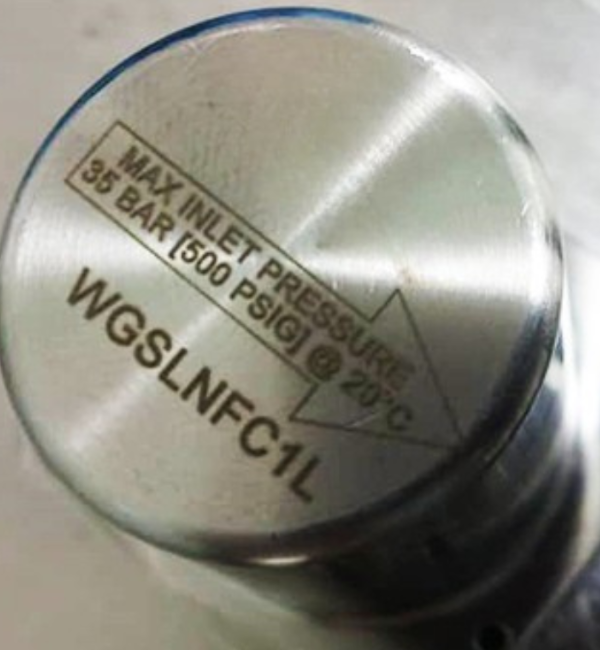 MAX INLET PRESSURE
35 BAR [500 PSIG] @ 20°C
WGSLNFC1L